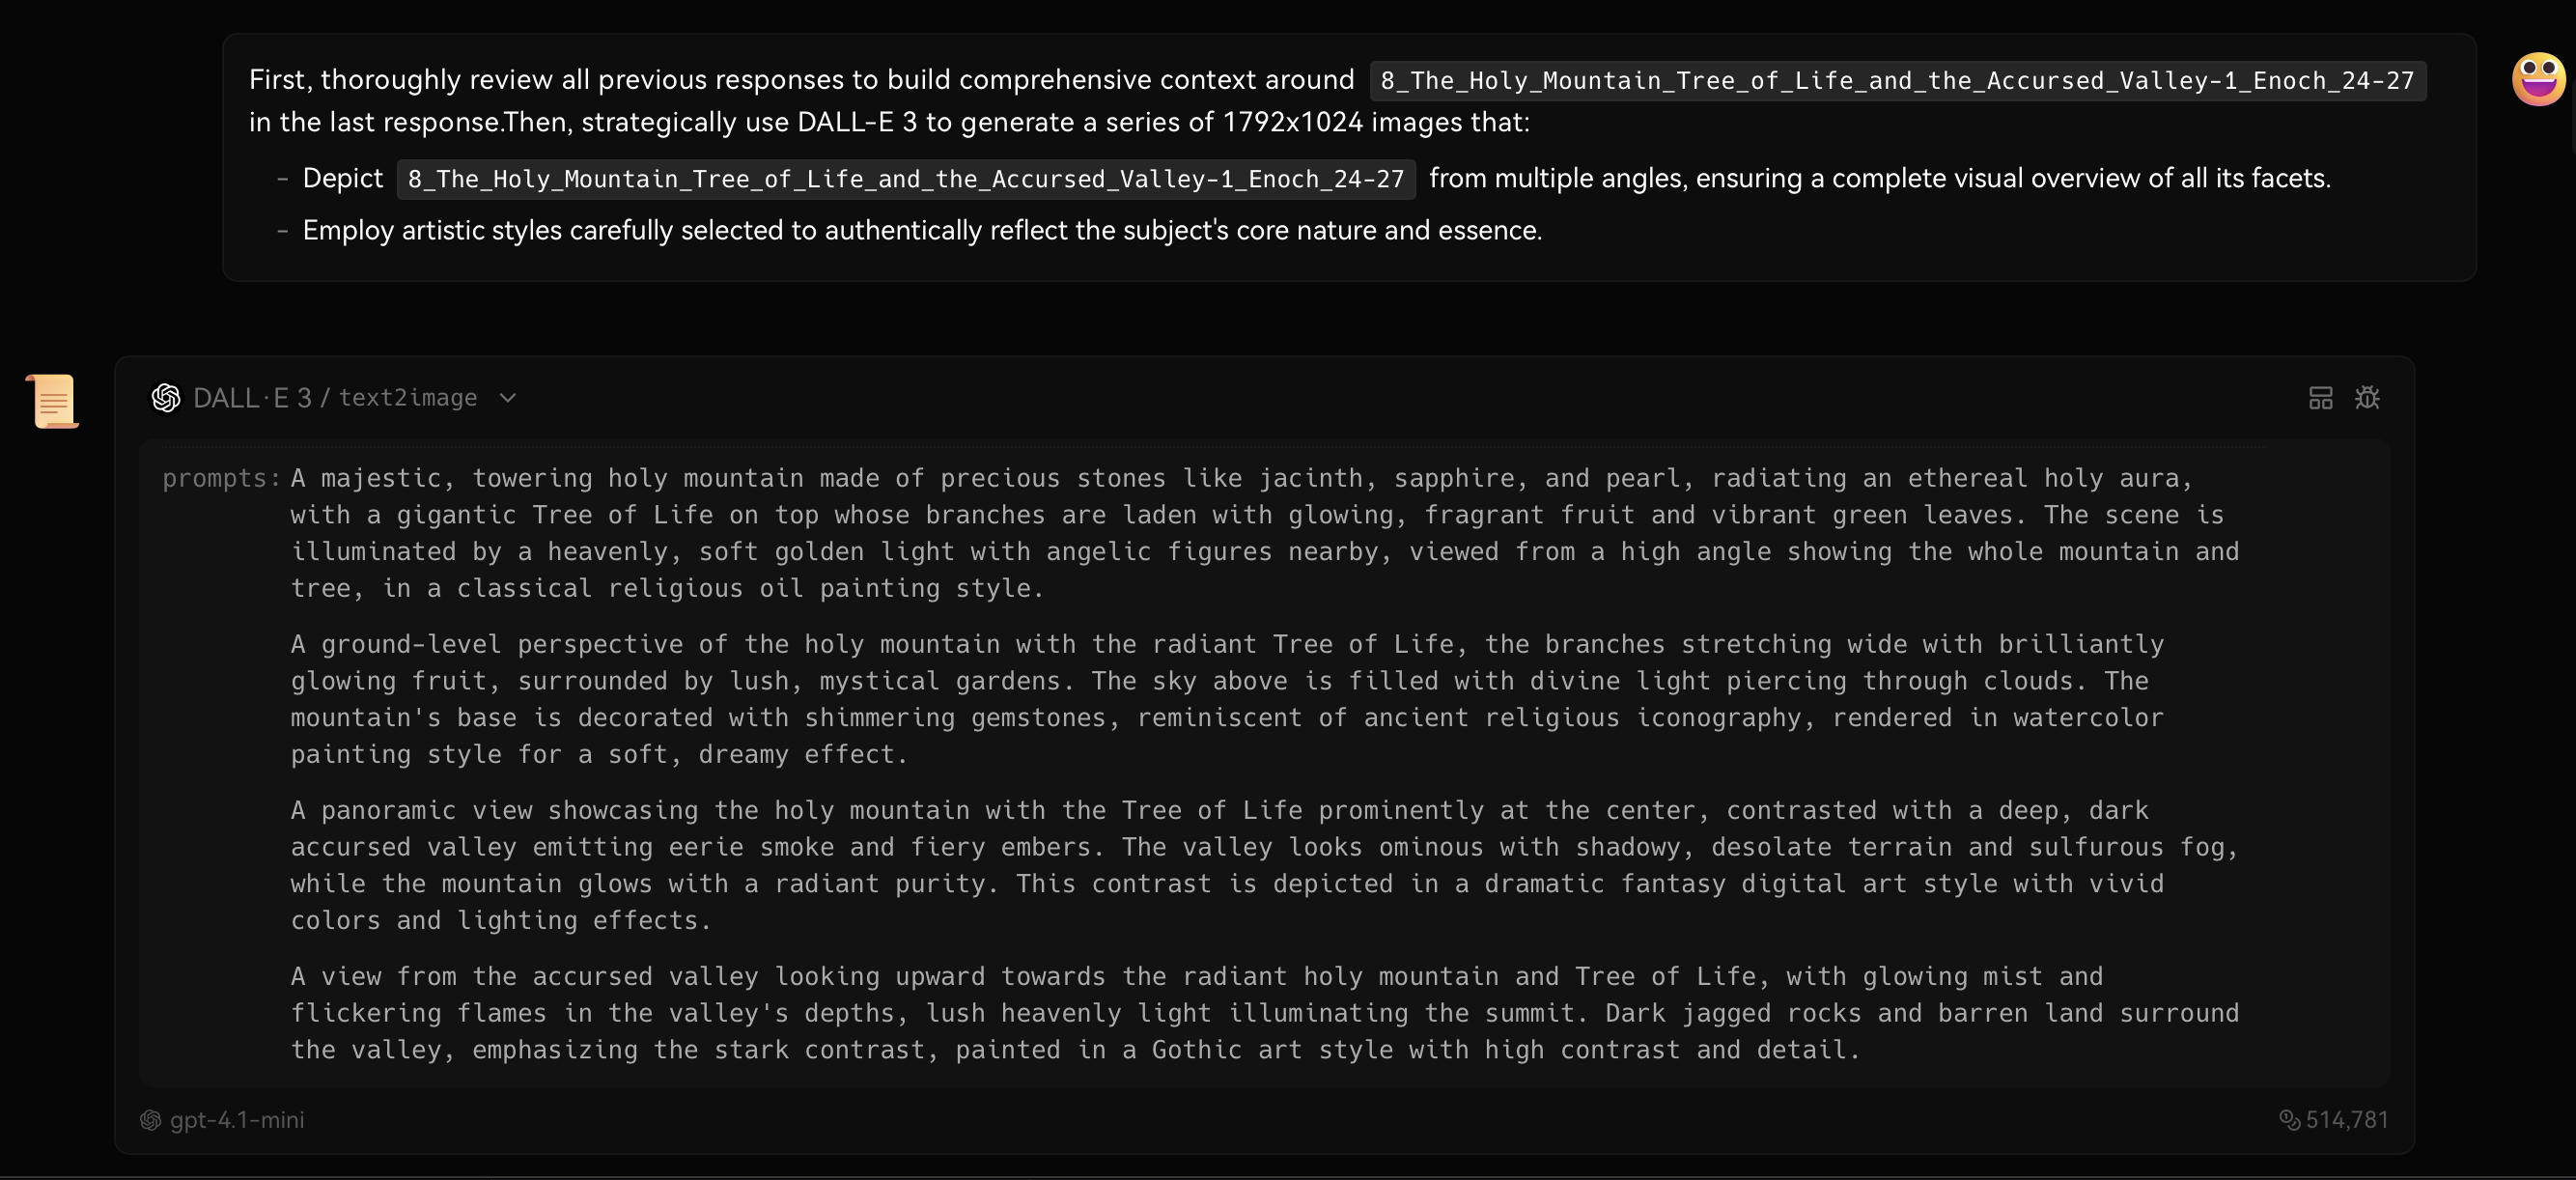 First, thoroughly review all previous responses to build comprehensive context around 8_The_Holy_Mountain_Tree_of_Life_and_the_Accursed_Valley-1_Enoch_24-27
in the last response.Then, strategically use DALL-E 3 to generate a series of 1792x1024 images that:
- Depict 8_The_Holy_Mountain_Tree_of_Life_and_the_Accursed_Valley-1_Enoch_24-27 from multiple angles, ensuring a complete visual overview of all its facets.
- Employ artistic styles carefully selected to authentically reflect the subject's core nature and essence.
DALL·E 3 / text2image
prompts: A majestic, towering holy mountain made of precious stones like jacinth, sapphire, and pearl, radiating an ethereal holy aura,
with a gigantic Tree of Life on top whose branches are laden with glowing, fragrant fruit and vibrant green leaves. The scene is
illuminated by a heavenly, soft golden light with angelic figures nearby, viewed from a high angle showing the whole mountain and
tree, in a classical religious oil painting style.
A ground-level perspective of the holy mountain with the radiant Tree of Life, the branches stretching wide with brilliantly
glowing fruit, surrounded by lush, mystical gardens. The sky above is filled with divine light piercing through clouds. The
mountain's base is decorated with shimmering gemstones, reminiscent of ancient religious iconography, rendered in watercolor
painting style for a soft, dreamy effect.
A panoramic view showcasing the holy mountain with the Tree of Life prominently at the center, contrasted with a deep, dark
accursed valley emitting eerie smoke and fiery embers. The valley looks ominous with shadowy, desolate terrain and sulfurous fog,
while the mountain glows with a radiant purity. This contrast is depicted in a dramatic fantasy digital art style with vivid
colors and lighting effects.
A view from the accursed valley looking upward towards the radiant holy mountain and Tree of Life, with glowing mist and
flickering flames in the valley's depths, lush heavenly light illuminating the summit. Dark jagged rocks and barren land surround
the valley, emphasizing the stark contrast, painted in a Gothic art style with high contrast and detail.
gpt-4.1-mini
514,781